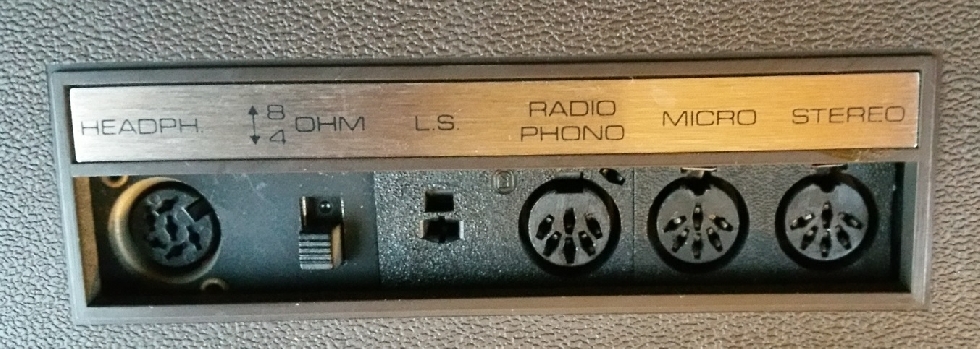 HEADPH.
8
4
OHM
L.S.
RADIO
PHONO
MICRO
STEREO